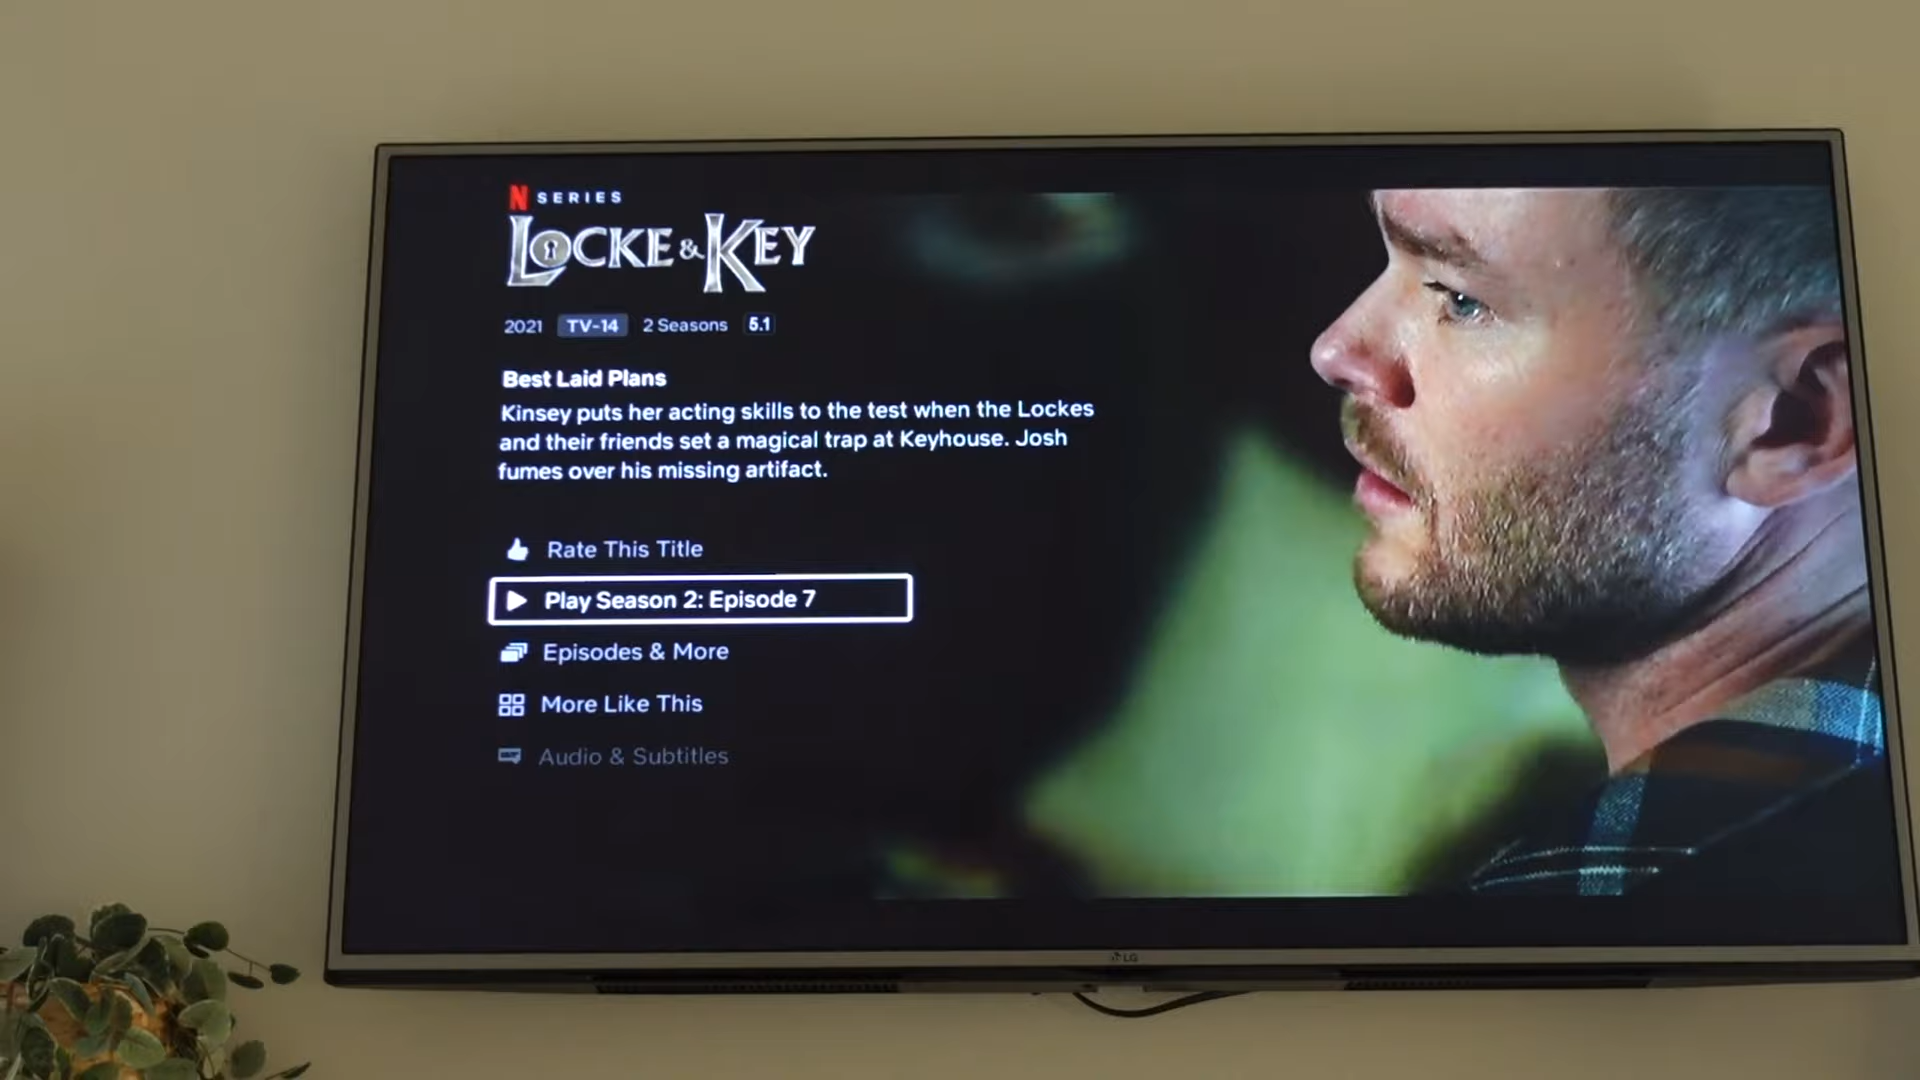 N SERIES
LOCKE & KEY
2021 TV-14 2 Seasons 5.1
Best Laid Plans
Kinsey puts her acting skills to the test when the Lockes
and their friends set a magical trap at Keyhouse. Josh
fumes over his missing artifact.
Rate This Title
Play Season 2: Episode 7
Episodes & More
More Like This
Audio & Subtitles
LG